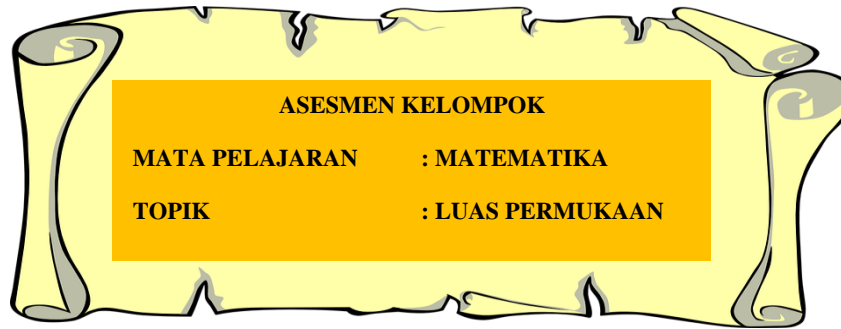 ASESMEN KELOMPOK
MATA PELAJARAN : MATEMATIKA
TOPIK : LUAS PERMUKAAN